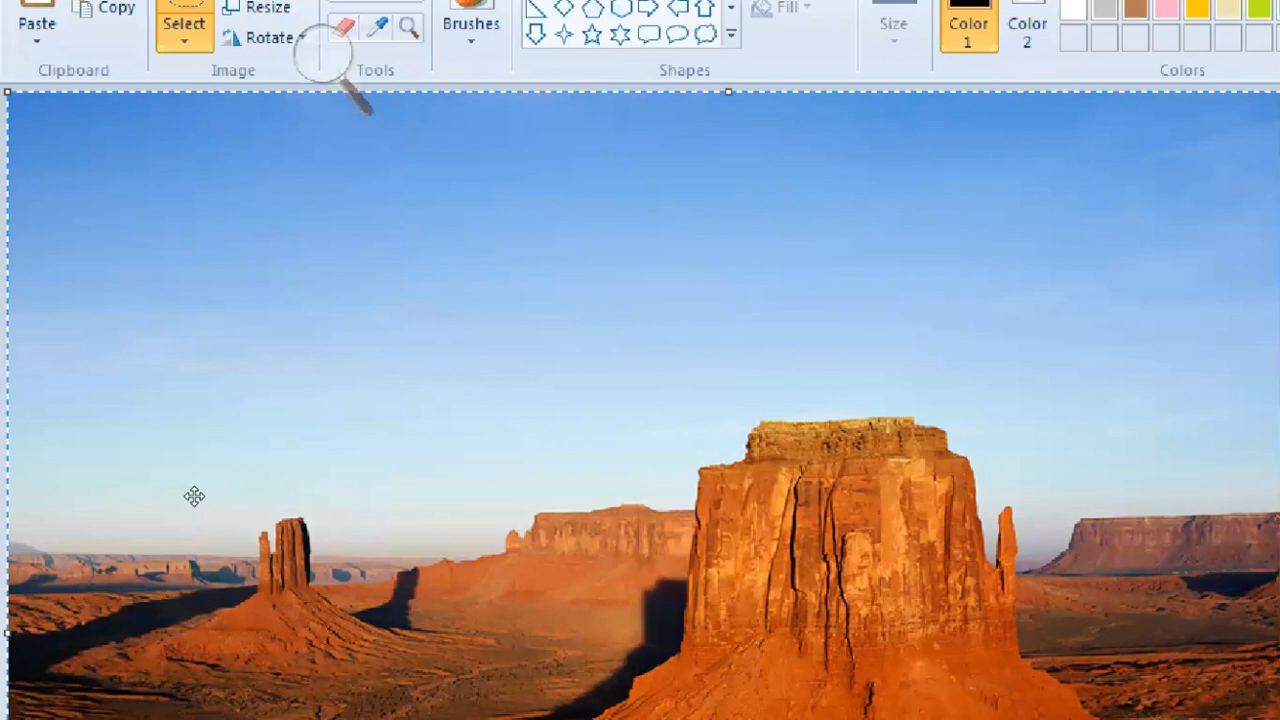 Paste
Copy
Select
Resize
Rotate
Brushes
Fill
Size
Color
1
Color
2
Clipboard
Image
Tools
Shapes
Colors